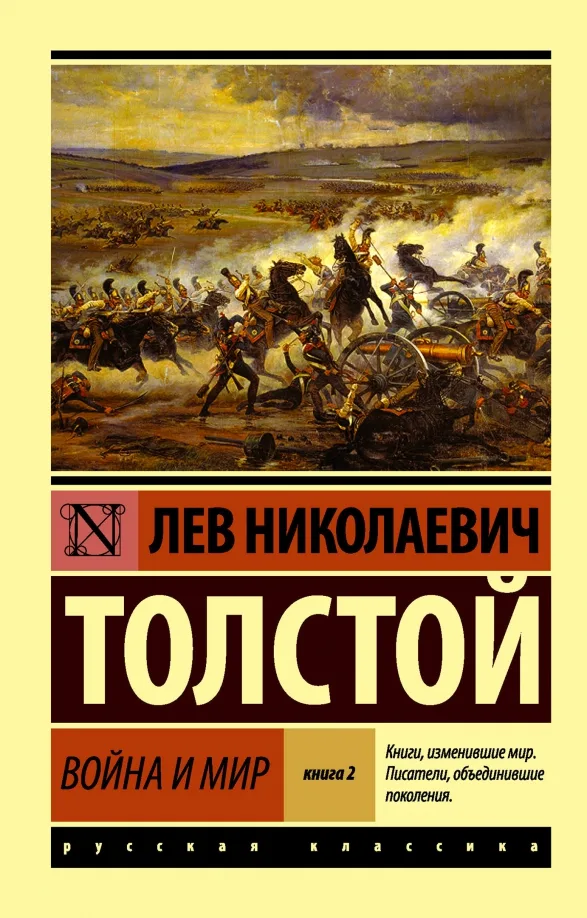 N
ЛЕВ НИКОЛАЕВИЧ
ТОЛСТОЙ
ВОЙНА И МИР
книга 2
Книги, изменившие мир.
Писатели, объединившие
поколения.
русская классика